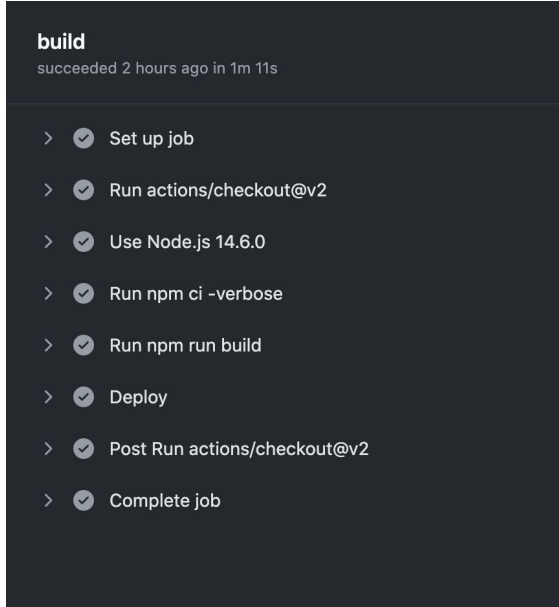 build
succeeded 2 hours ago in 1m 11s
Set up job
Run actions/checkout@v2
Use Node.js 14.6.0
Run npm ci -verbose
Run npm run build
Deploy
Post Run actions/checkout@v2
Complete job